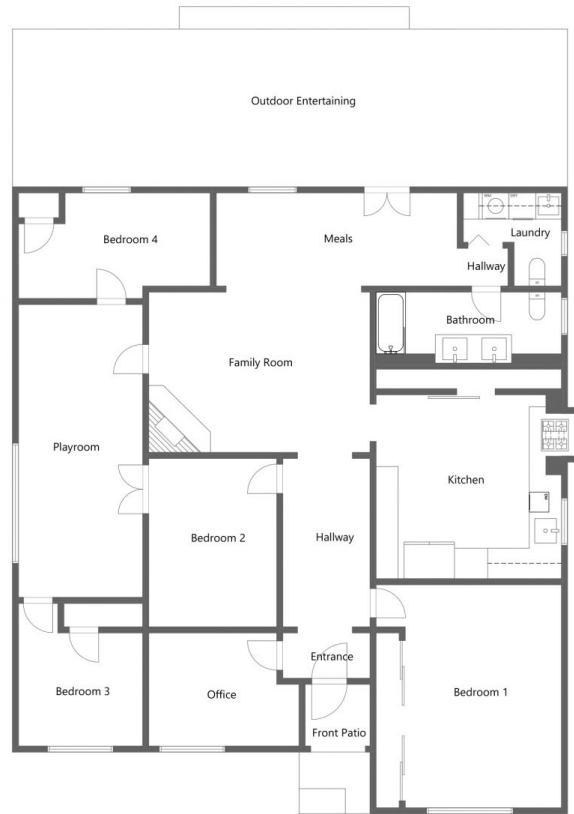 Outdoor Entertaining
Bedroom 4
Meals
Laundry
Hallway
Bathroom
Family Room
Playroom
Kitchen
Bedroom 2
Hallway
Entrance
Bedroom 3
Office
Bedroom 1
Front Patio